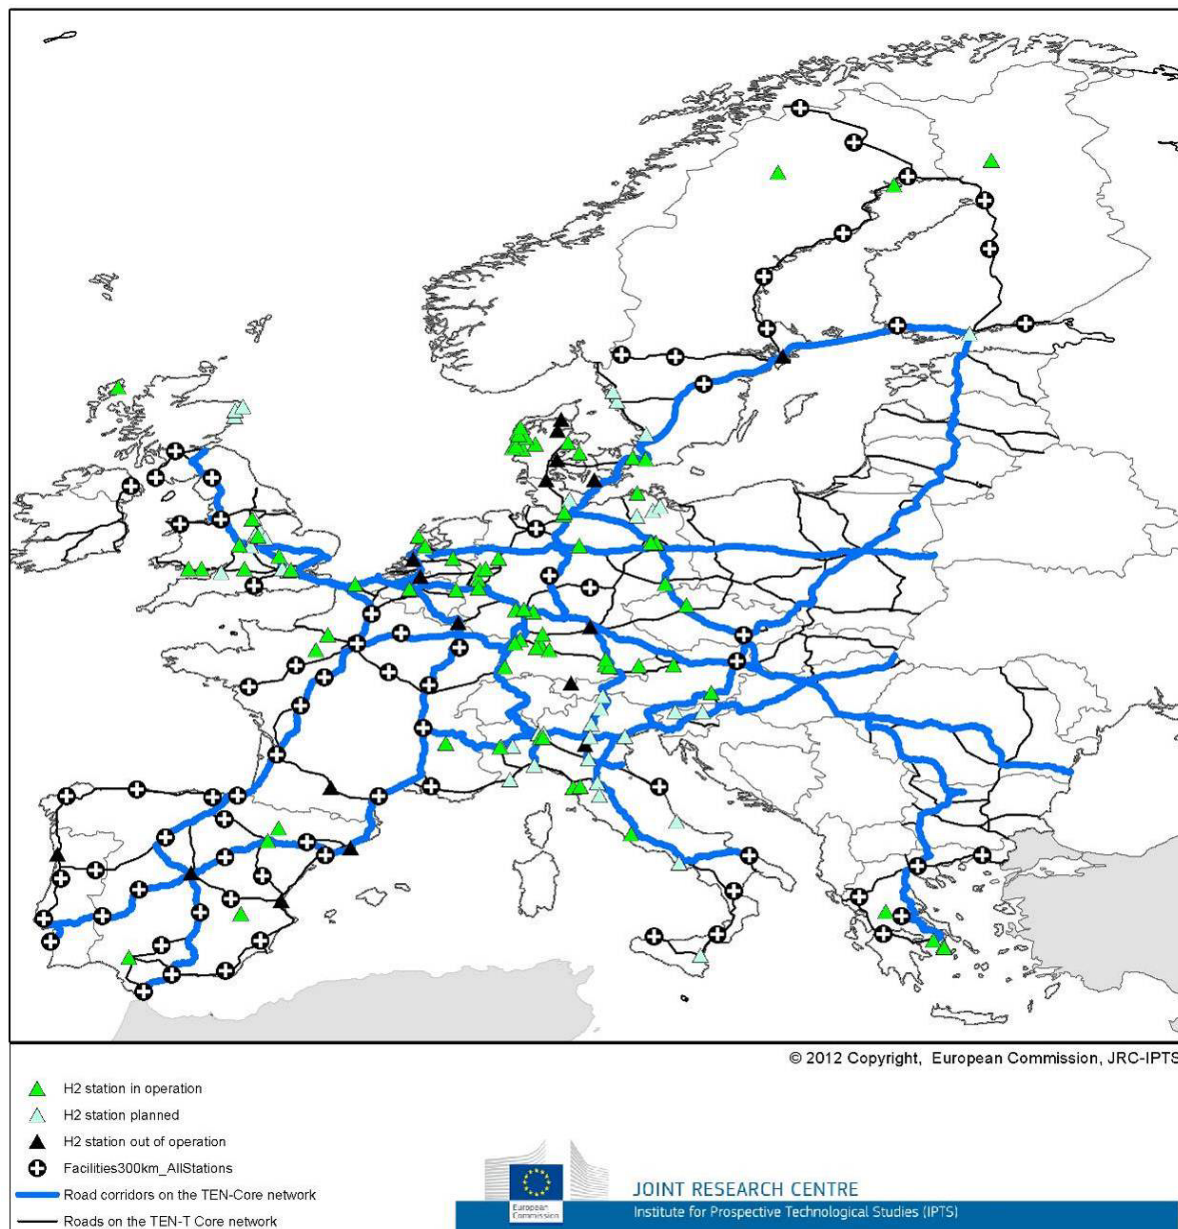 © 2012 Copyright, European Commission, JRC-IPTS
H2 station in operation
H2 station planned
H2 station out of operation
Facilities300km_AllStations
Road corridors on the TEN-Core network
Roads on the TEN-T Core network
European
Commission
JOINT RESEARCH CENTRE
Institute for Prospective Technological Studies (IPTS)